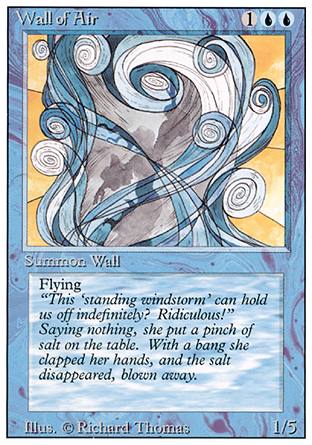 Wall of Air 1
Summon Wall
Flying
"This 'standing windstorm' can hold
us off indefinitely? Ridiculous!"
Saying nothing, she put a pinch of
salt on the table. With a bang she
clapped her hands, and the salt
disappeared, blown away.
Illus. © Richard Thomas 1/5